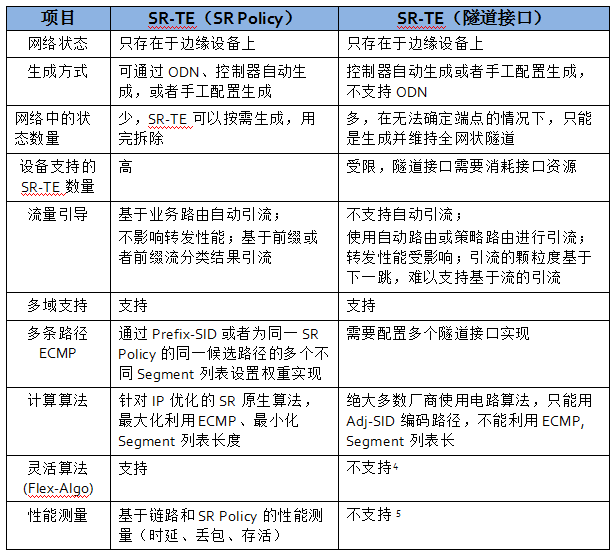 项目 SR-TE（SR Policy） SR-TE（隧道接口）
网络状态 只存在于边缘设备上 只存在于边缘设备上
生成方式 可通过 ODN、控制器自动生 控制器自动生成或者手工配置生成，
成，或者手工配置生成 不支持 ODN
网络中的状 少，SR-TE 可以按需生成，用 多，在无法确定端点的情况下，只能
态数量 完拆除 是生成并维持全网状隧道
设备支持的 高 受限，隧道接口需要消耗接口资源
SR-TE 数量
流量引导 基于业务路由自动引流； 不支持自动引流；
不影响转发性能；基于前缀或 使用自动路由或策略路由进行引流；
者前缀流分类结果引流 转发性能受影响；引流的颗粒度基于
下一跳，难以支持基于流的引流
多域支持 支持 支持
多条路径 通过 Prefix-SID 或者为同一 SR 需要配置多个隧道接口实现
ECMP Policy 的同一候选路径的多个不
同 Segment 列表设置权重实现
计算算法 针对 IP 优化的 SR 原生算法， 绝大多数厂商使用电路算法，只能用
最大化利用 ECMP、最小化 Adj-SID 编码路径，不能利用 ECMP,
Segment 列表长度 Segment 列表长
灵活算法 支持 不支持4
(Flex-Algo)
性能测量 基于链路和 SR Policy 的性能测 不支持5
量（时延、丢包、存活）